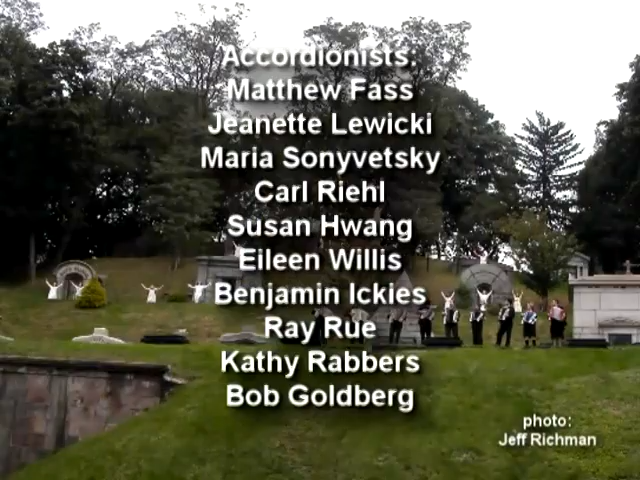 Accordionists:
Matthew Fass
Jeanette Lewicki
Maria Sonyvetsky
Carl Riehl
Susan Hwang
Eileen Willis
Benjamin Ickies
Ray Rue
Kathy Rabbers
Bob Goldberg
photo:
Jeff Richman